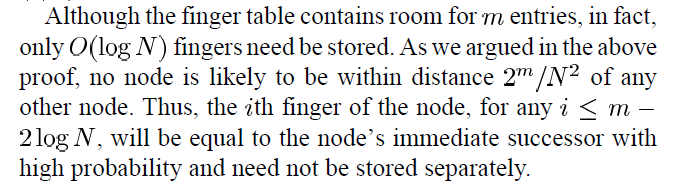 Although the finger table contains room for m entries, in fact,
only O(log N) fingers need be stored. As we argued in the above
proof, no node is likely to be within distance 2^m/N^2 of any
other node. Thus, the ith finger of the node, for any i ≤ m −
2 log N, will be equal to the node's immediate successor with
high probability and need not be stored separately.